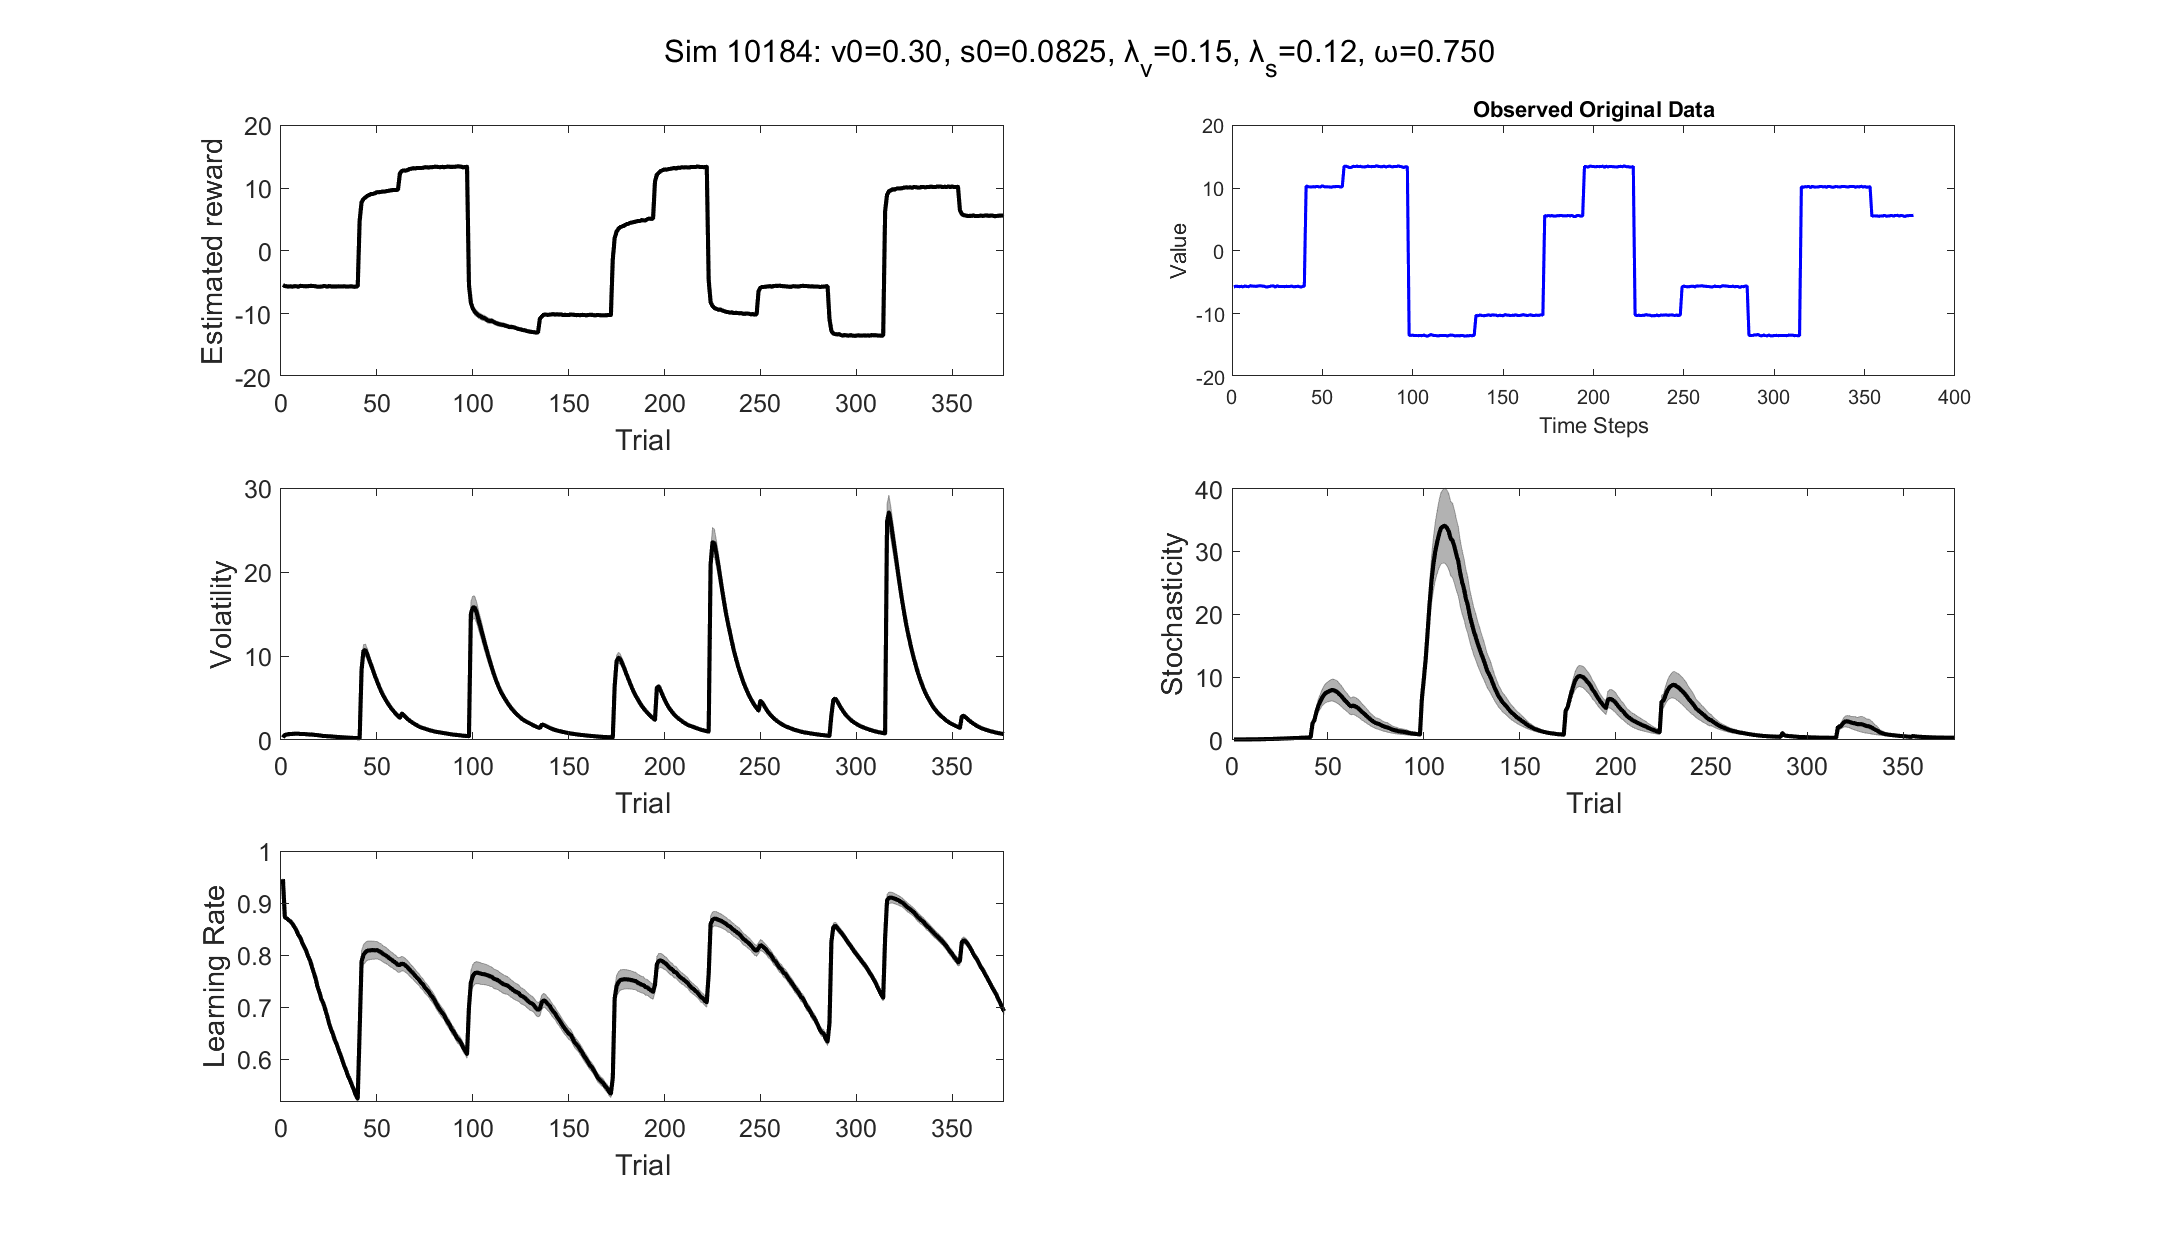 Sim 10184: v0=0.30, s0=0.0825, λ_v=0.15, λ_s=0.12, ω=0.750
Estimated reward
20
10
0
-10
-20
0 50 100 150 200 250 300 350
Trial
Observed Original Data
Value
20
10
0
-10
-20
0 50 100 150 200 250 300 350 400
Time Steps
Volatility
30
20
10
0
0 50 100 150 200 250 300 350
Trial
Stochasticity
40
30
20
10
0
0 50 100 150 200 250 300 350
Trial
Learning Rate
1
0.9
0.8
0.7
0.6
0 50 100 150 200 250 300 350
Trial